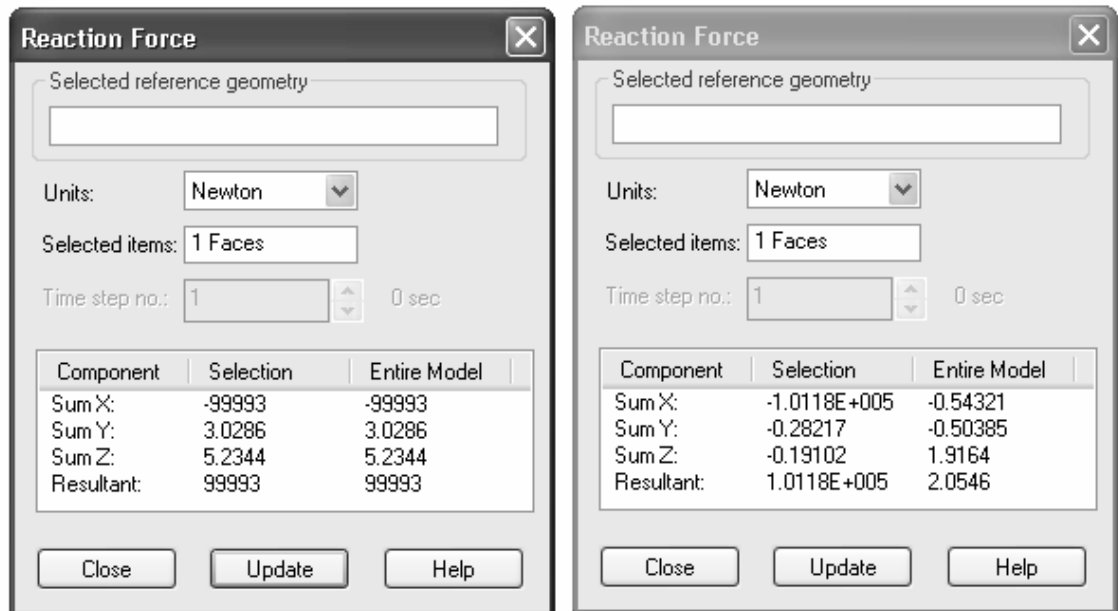 Reaction Force
Selected reference geometry
Units: Newton
Selected items: 1 Faces
Time step no.: 1 0 sec
Component Selection Entire Model
Sum X: -99993 -99993
Sum Y: 3.0286 3.0286
Sum Z: 5.2344 5.2344
Resultant: 99993 99993
Close Update Help
Reaction Force
Selected reference geometry
Units: Newton
Selected items: 1 Faces
Time step no.: 1 0 sec
Component Selection Entire Model
Sum X: -1.0118E+005 -0.54321
Sum Y: -0.28217 -0.50385
Sum Z: -0.19102 1.9164
Resultant: 1.0118E+005 2.0546
Close Update Help